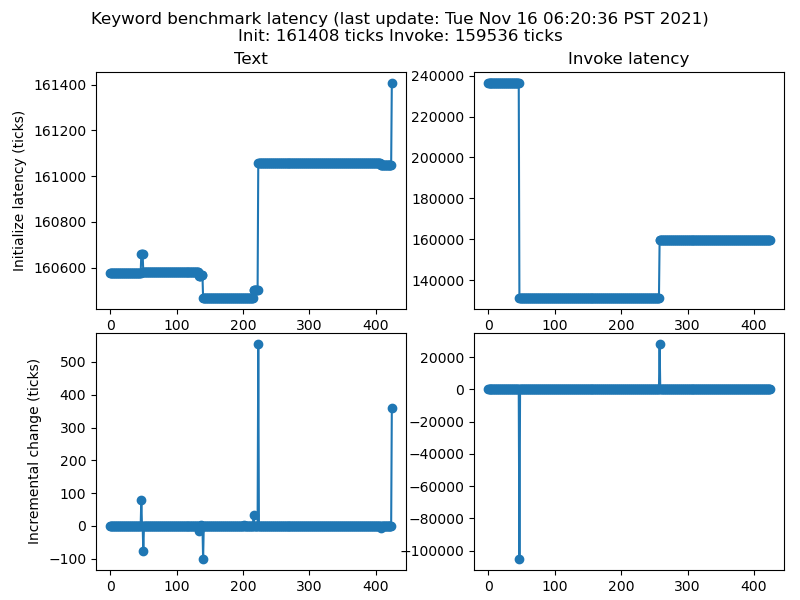 Keyword benchmark latency (last update: Tue Nov 16 06:20:36 PST 2021)
Init: 161408 ticks Invoke: 159536 ticks
Text
Invoke latency
Initialize latency (ticks)
161400
161200
161000
160800
160600
0 100 200 300 400
240000
220000
200000
180000
160000
140000
0 100 200 300 400
Incremental change (ticks)
500
400
300
200
100
0
−100
0 100 200 300 400
20000
0
−20000
−40000
−60000
−80000
−100000
0 100 200 300 400